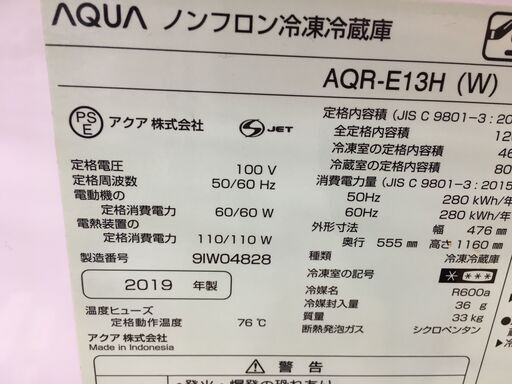 AQUA ノンフロン冷凍冷蔵庫
AQR-E13H (W)
PS
E
アクア株式会社
S JET
定格電圧 100 V
定格周波数 50/60 Hz
電動機の
定格消費電力 60/60 W
電熱装置の
定格消費電力 110/110 W
製造番号 9IW04828
2019 年製
温度ヒューズ
定格動作温度 76℃
アクア株式会社
Made in Indonesia
定格内容積 (JIS C 9801-3 : 20
全定格内容積 12
冷凍室の定格内容積 46
冷蔵室の定格内容積 80
消費電力量 (JIS C 9801-3 : 2015
50Hz 280 kWh/年
60Hz 280 kWh/年
外形寸法 幅 476 mm
奥行 555 mm 高さ 1160 mm
種類 冷凍冷蔵庫
冷凍室の記号
冷媒名 R600a
冷媒封入量 36 g
質量 33 kg
断熱発泡ガス シクロペンタン
警告